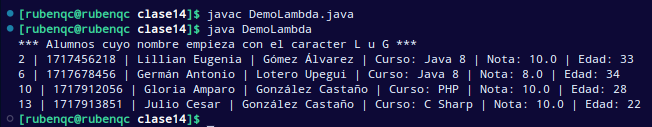 [rubenqc@rubenqc clase14]$ javac DemoLambda.java
[rubenqc@rubenqc clase14]$ java DemoLambda
*** Alumnos cuyo nombre empieza con el caracter L u G ***
2 | 1717456218 | Lillian Eugenia | Gómez Álvarez | Curso: Java 8 | Nota: 10.0 | Edad: 33
6 | 1717678456 | Germán Antonio | Lotero Upegui | Curso: Java 8 | Nota: 8.0 | Edad: 34
10 | 1717912056 | Gloria Amparo | González Castaño | Curso: PHP | Nota: 10.0 | Edad: 28
13 | 1717913851 | Julio Cesar | González Castaño | Curso: C Sharp | Nota: 10.0 | Edad: 22
[rubenqc@rubenqc clase14]$